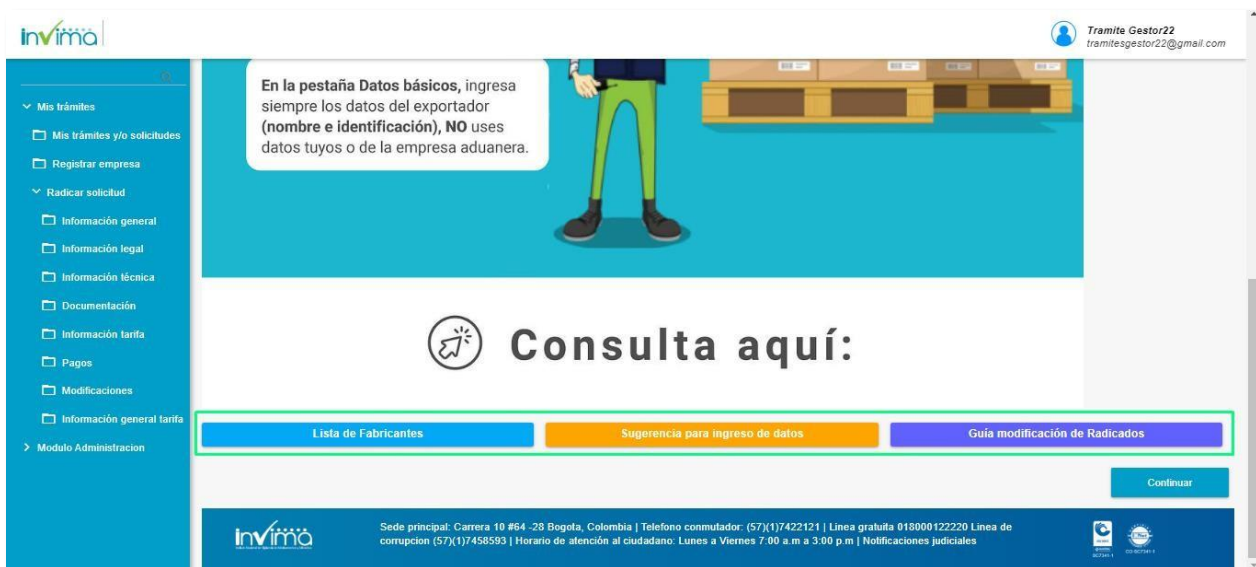 invima
Tramite Gestor22
tramitesgestor22@gmail.com
Mis trámites
Mis trámites y/o solicitudes
Registrar empresa
Radicar solicitud
Información general
Información legal
Información técnica
Documentación
Información tarifa
Pagos
Modificaciones
Información general tarifa
Modulo Administracion
En la pestaña Datos básicos, ingresa
siempre los datos del exportador
(nombre e identificación), NO uses
datos tuyos o de la empresa aduanera.
Consulta aquí:
Lista de Fabricantes
Sugerencia para ingreso de datos
Guía modificación de Radicados
Continuar
invima
Sede principal: Carrera 10 #64 -28 Bogota, Colombia | Telefono conmutador: (57)(1)7422121 | Linea gratuita 018000122220 Linea de
corrupcion (57)(1)7458593 | Horario de atención al ciudadano: Lunes a Viernes 7:00 a.m a 3:00 p.m | Notificaciones judiciales